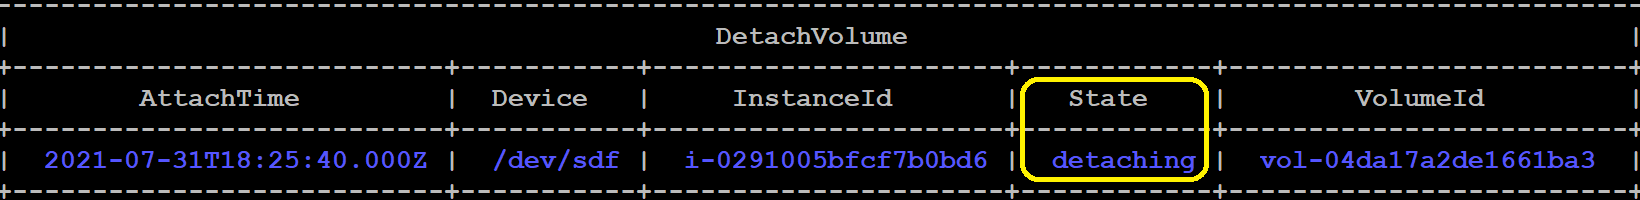 DetachVolume
AttachTime | Device | InstanceId | State | VolumeId
2021-07-31T18:25:40.000Z | /dev/sdf | i-0291005bfcf7b0bd6 | detaching | vol-04da17a2de1661ba3